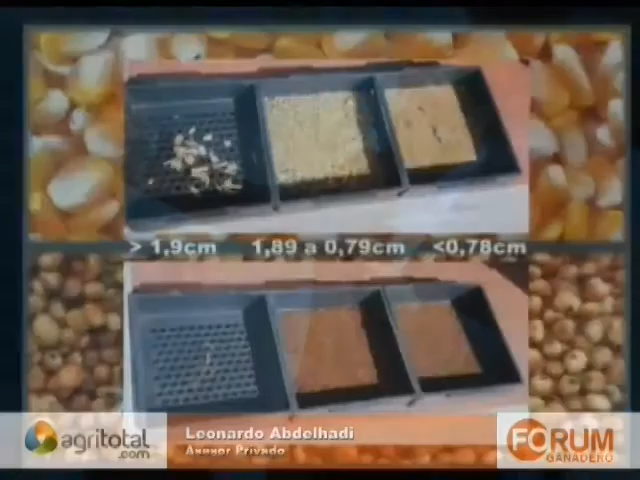 > 1,9cm 1,89 a 0,79cm <0,78cm
agritotal
.com
Leonardo Abdelhadi
Asesor Privado
FORUM
GANADERO